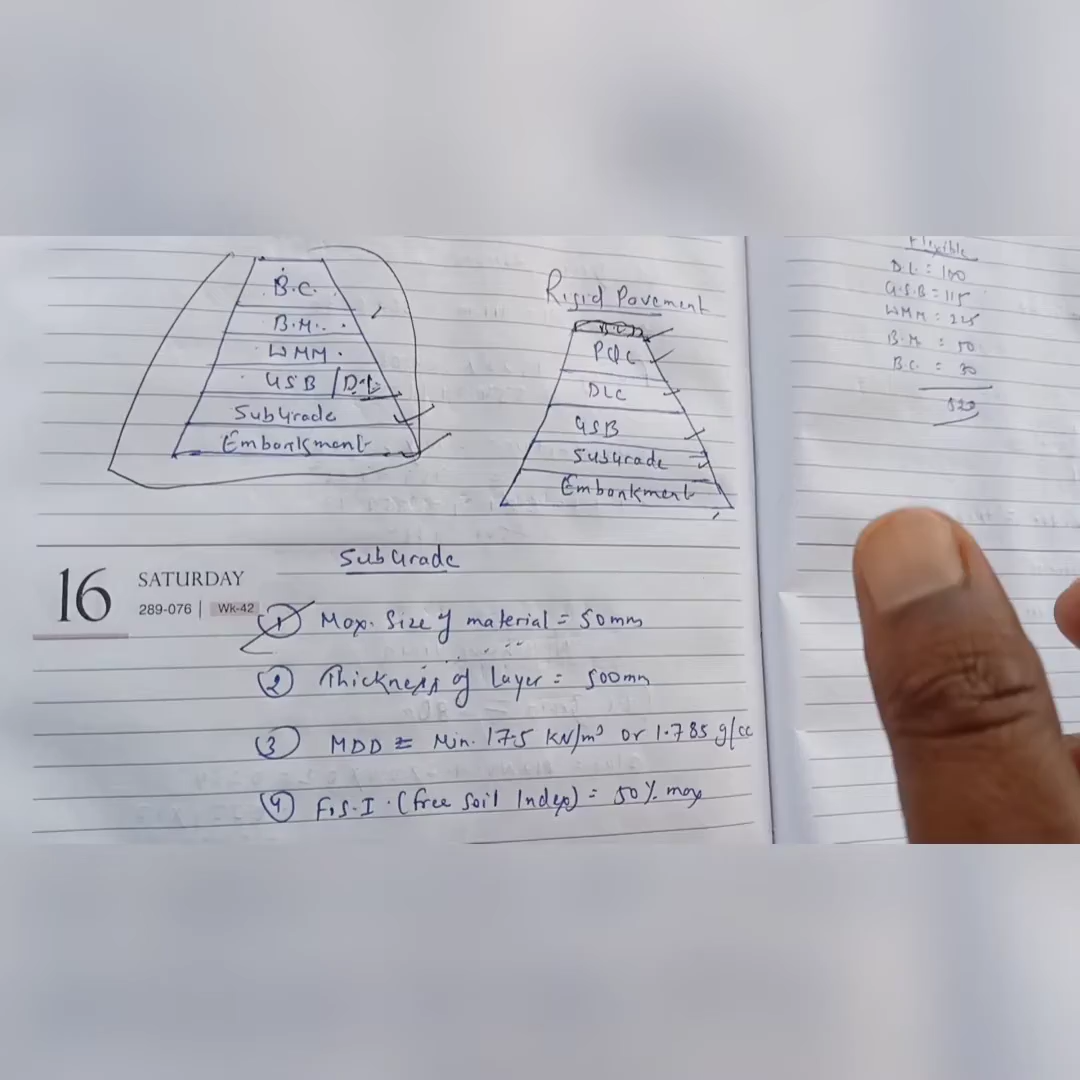 B.C.
B.M.
WMM
GSB / D.L.
SubGrade
Embankment
Rigid Pavement
PQC
DLC
GSB
SubGrade
Embankment
Flexible
D.L. = 100
G.S.B = 115
WMM = 225
B.M. = 50
B.C. = 30
520
SubGrade
16 SATURDAY
289-076 | Wk-42
① Max. Size of material = 50mm
② Thickness of Layer = 500mm
③ MDD = Min. 17.5 KN/m³ or 1.785 g/cc
④ F.S.I. (free Soil Index) = 50% max